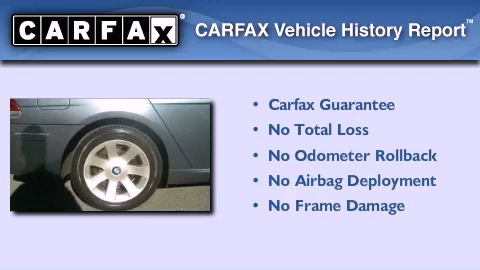 CARFAX® CARFAX Vehicle History Report™
• Carfax Guarantee
• No Total Loss
• No Odometer Rollback
• No Airbag Deployment
• No Frame Damage